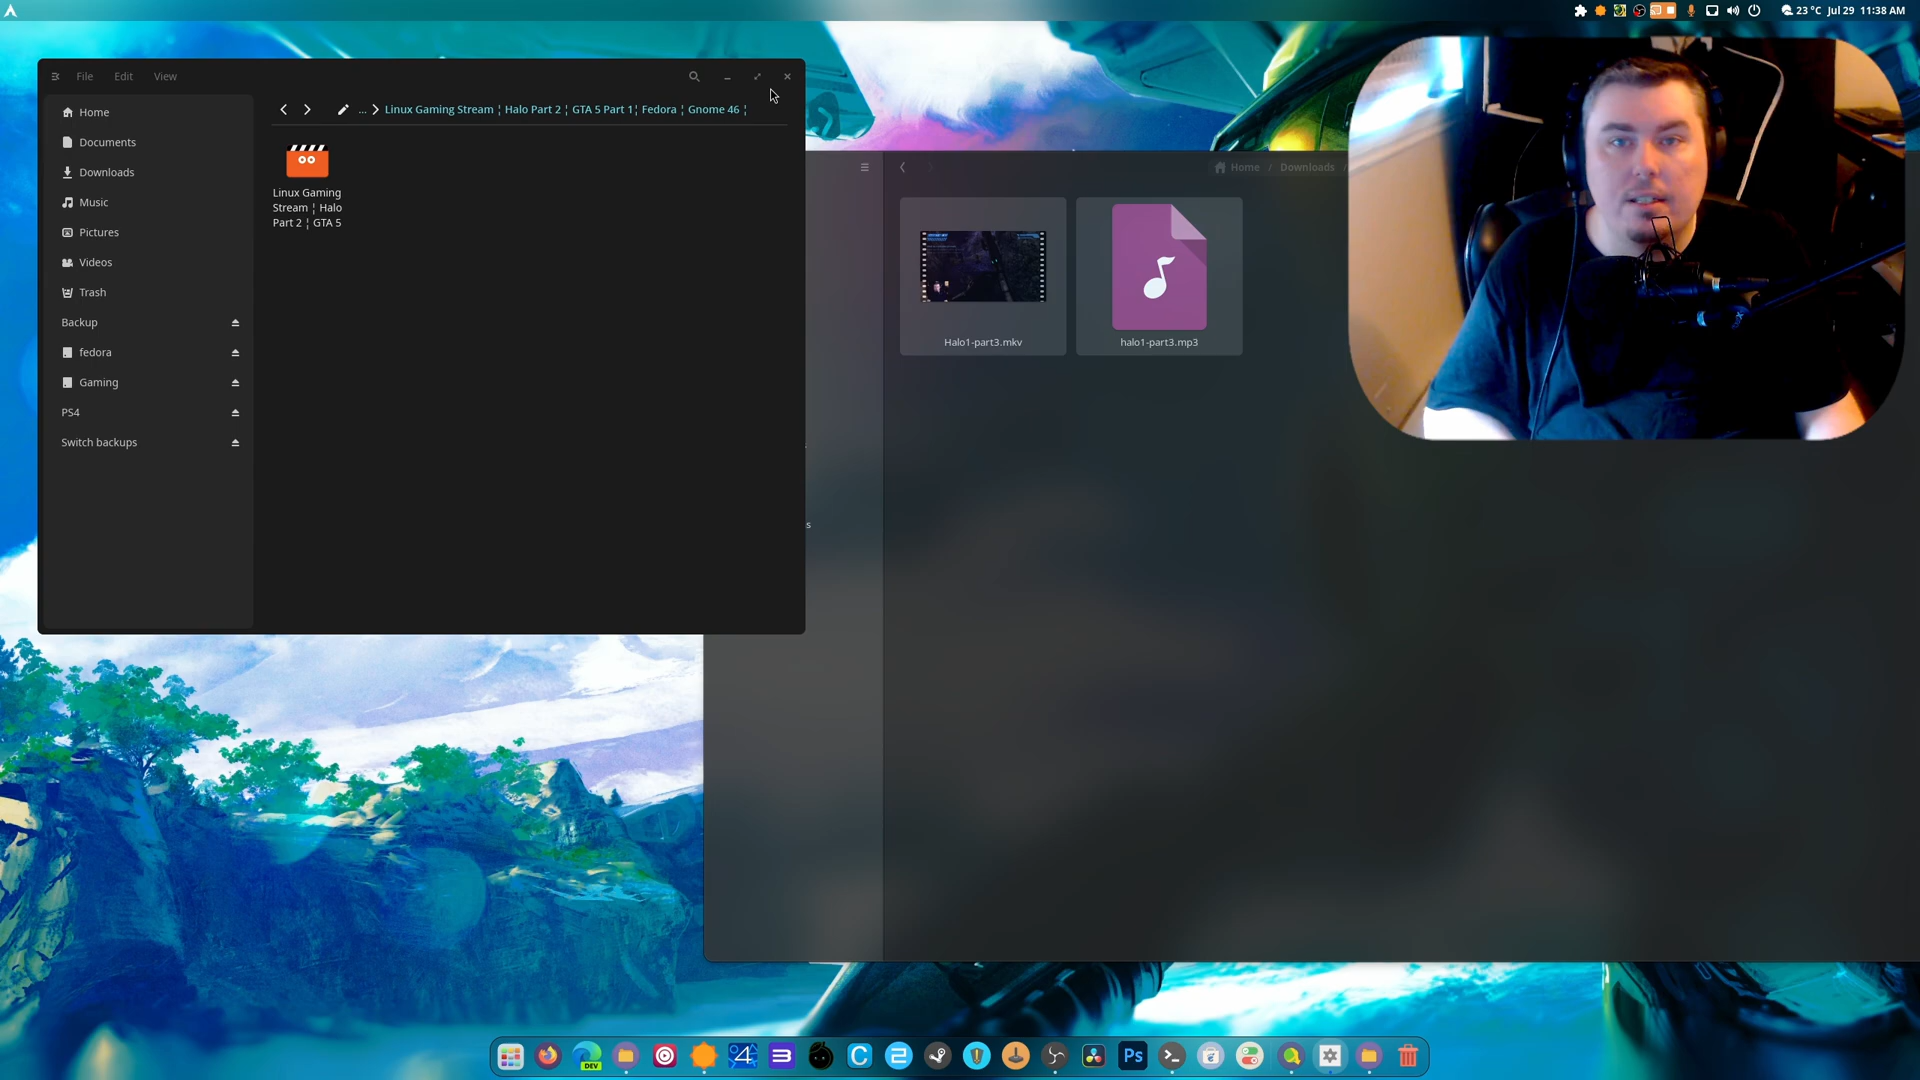 23 °C Jul 29 11:38 AM
File Edit View
... Linux Gaming Stream ¦ Halo Part 2 ¦ GTA 5 Part 1¦ Fedora ¦ Gnome 46 ¦
Home
Documents
Downloads
Music
Pictures
Videos
Trash
Backup
fedora
Gaming
PS4
Switch backups
Linux Gaming
Stream ¦ Halo
Part 2 ¦ GTA 5
Home / Downloads /
Halo1-part3.mkv
halo1-part3.mp3
s
DEV
Ps